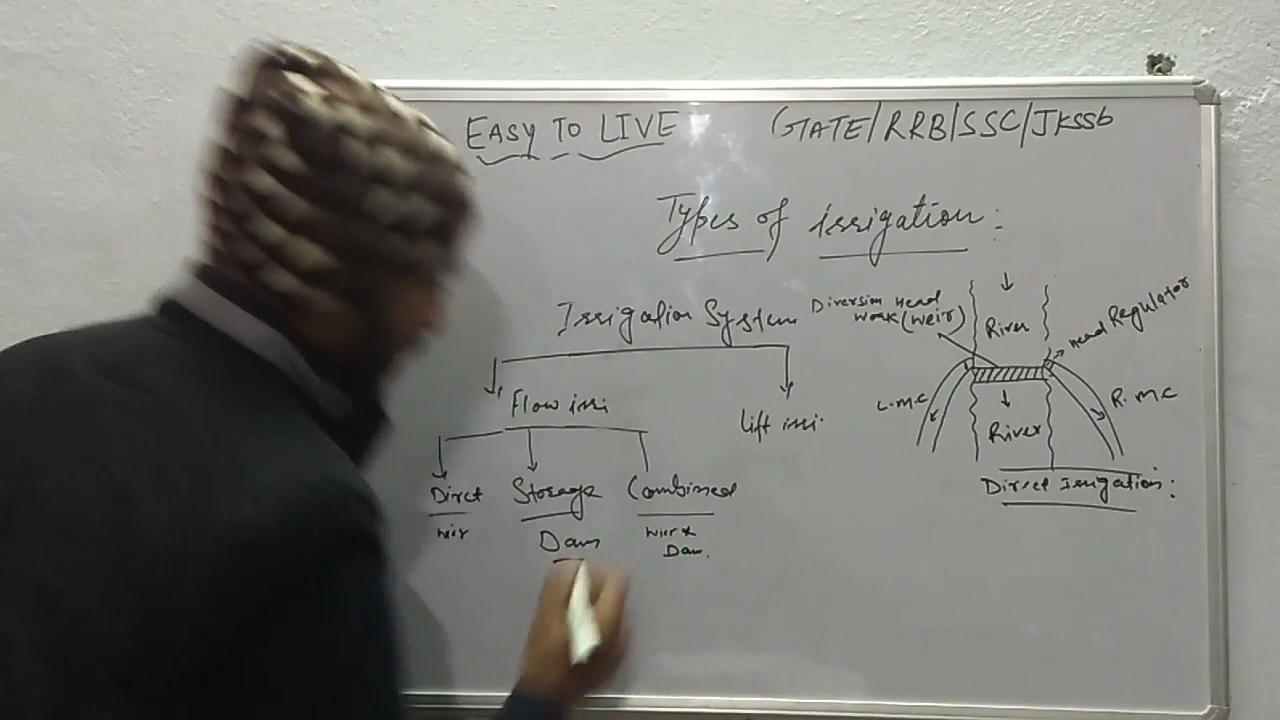 EASY TO LIVE
GATE/RRB/SSC/JKSSb
Types of irrigation:
Irrigation System
Flow irri
Lift irri.
Direct
Storage
Combined
weir
Dam
weir &
Dam.
Diversion Head
work (weir)
River
Head Regulator
L.M.C
R.M.C
River
Direct Irrigation: